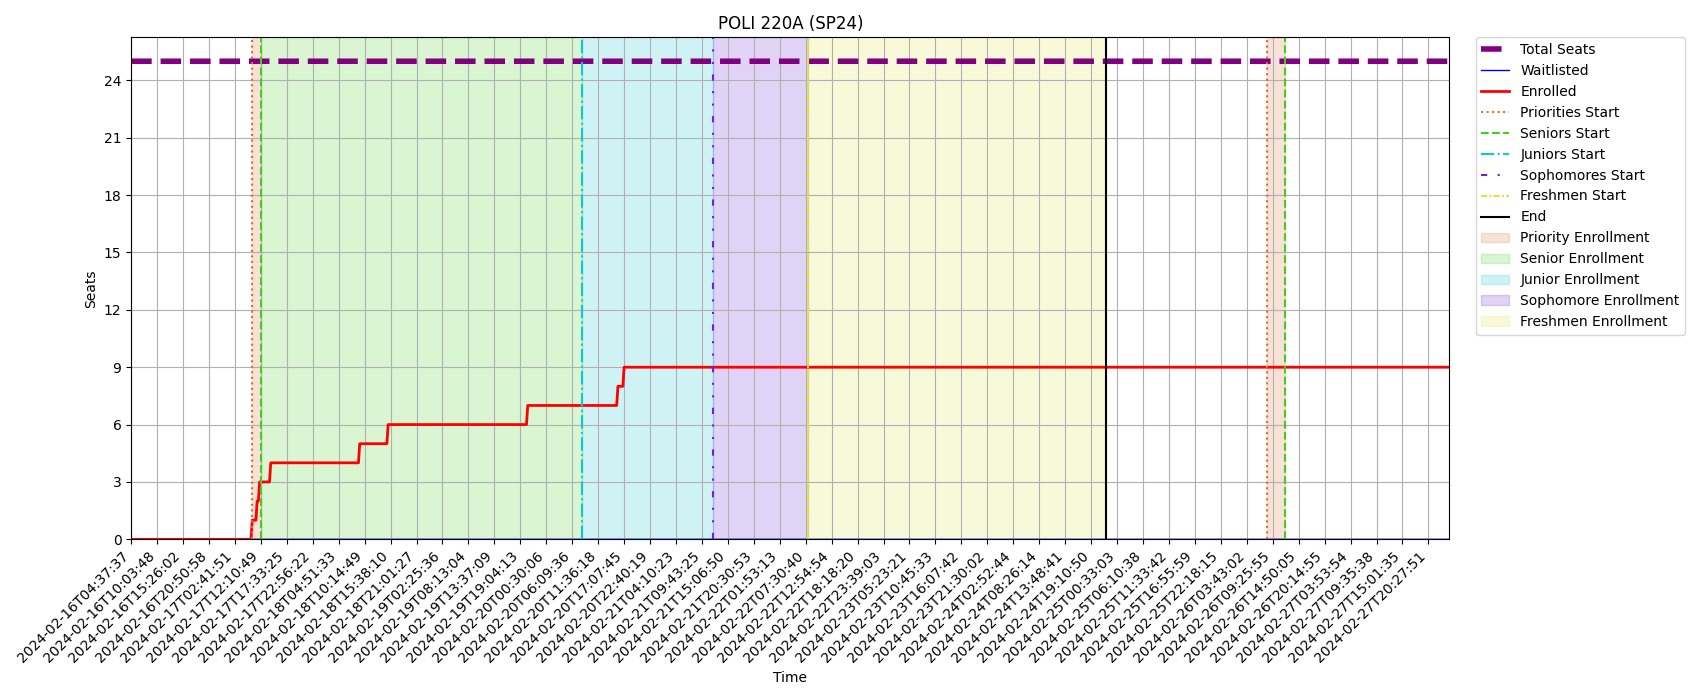 POLI 220A (SP24)
Seats
24
21
18
15
12
9
6
3
0
2024-02-16T04:37:37
2024-02-16T10:03:48
2024-02-16T15:26:02
2024-02-16T20:50:58
2024-02-17T02:41:51
2024-02-17T12:10:49
2024-02-17T17:33:25
2024-02-17T22:56:22
2024-02-18T04:51:33
2024-02-18T10:14:49
2024-02-18T15:38:10
2024-02-18T21:01:27
2024-02-19T02:25:36
2024-02-19T08:13:04
2024-02-19T13:37:09
2024-02-19T19:04:13
2024-02-20T00:30:06
2024-02-20T06:09:36
2024-02-20T11:36:18
2024-02-20T17:07:45
2024-02-20T22:40:19
2024-02-21T04:10:23
2024-02-21T09:43:25
2024-02-21T15:06:50
2024-02-21T20:30:53
2024-02-22T01:53:13
2024-02-22T07:30:40
2024-02-22T12:54:54
2024-02-22T18:18:20
2024-02-22T23:39:03
2024-02-23T05:23:21
2024-02-23T10:45:33
2024-02-23T16:07:42
2024-02-23T21:30:02
2024-02-24T02:52:44
2024-02-24T08:26:14
2024-02-24T13:48:41
2024-02-24T19:10:50
2024-02-25T00:33:03
2024-02-25T06:10:38
2024-02-25T11:33:42
2024-02-25T16:55:59
2024-02-25T22:18:15
2024-02-26T03:43:02
2024-02-26T09:25:55
2024-02-26T14:50:05
2024-02-26T20:14:55
2024-02-27T03:53:54
2024-02-27T09:35:38
2024-02-27T15:01:35
2024-02-27T20:27:51
Time
Total Seats
Waitlisted
Enrolled
Priorities Start
Seniors Start
Juniors Start
Sophomores Start
Freshmen Start
End
Priority Enrollment
Senior Enrollment
Junior Enrollment
Sophomore Enrollment
Freshmen Enrollment